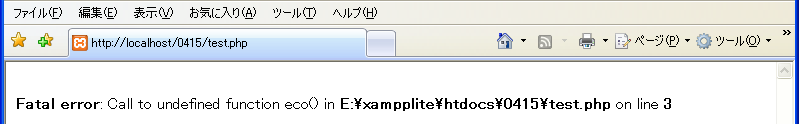 ファイル(F) 編集(E) 表示(V) お気に入り(A) ツール(T) ヘルプ(H)
http://localhost/0415/test.php ページ(P) ツール(O) »
Fatal error: Call to undefined function eco() in E:¥xampplite¥htdocs¥0415¥test.php on line 3